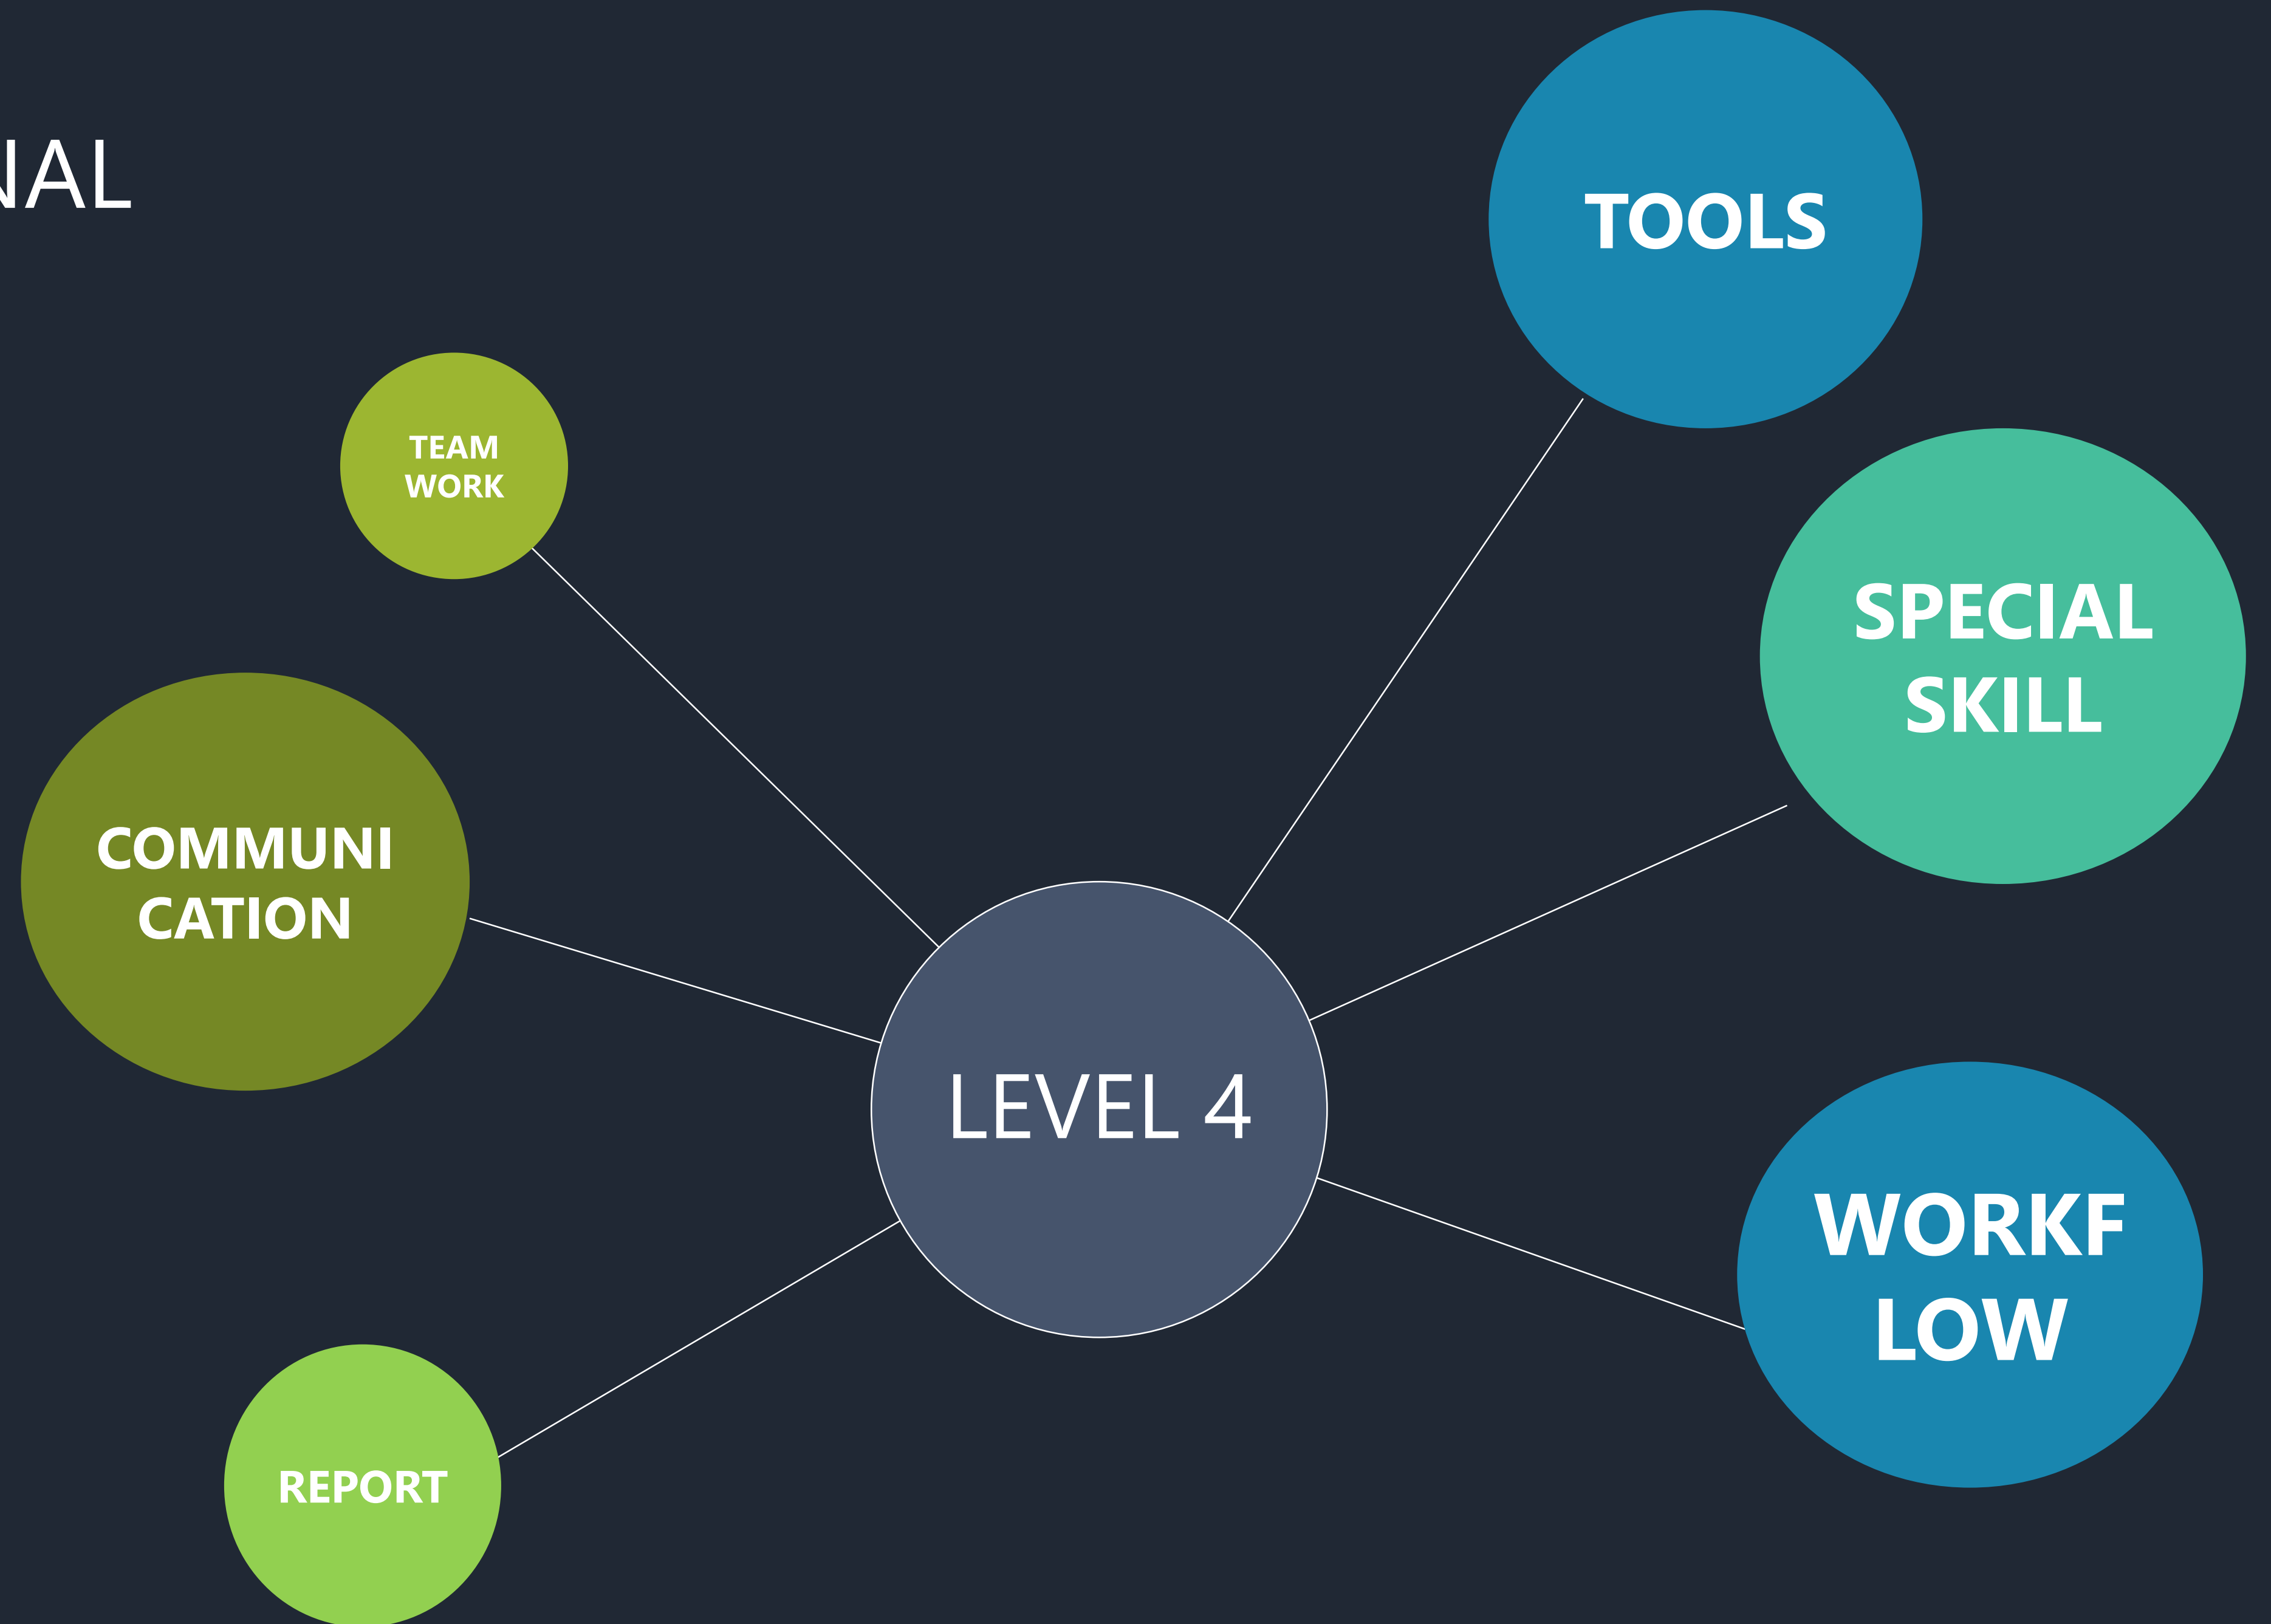 NAL
TOOLS
TEAM
WORK
SPECIAL
SKILL
COMMUNI
CATION
LEVEL 4
WORKF
LOW
REPORT